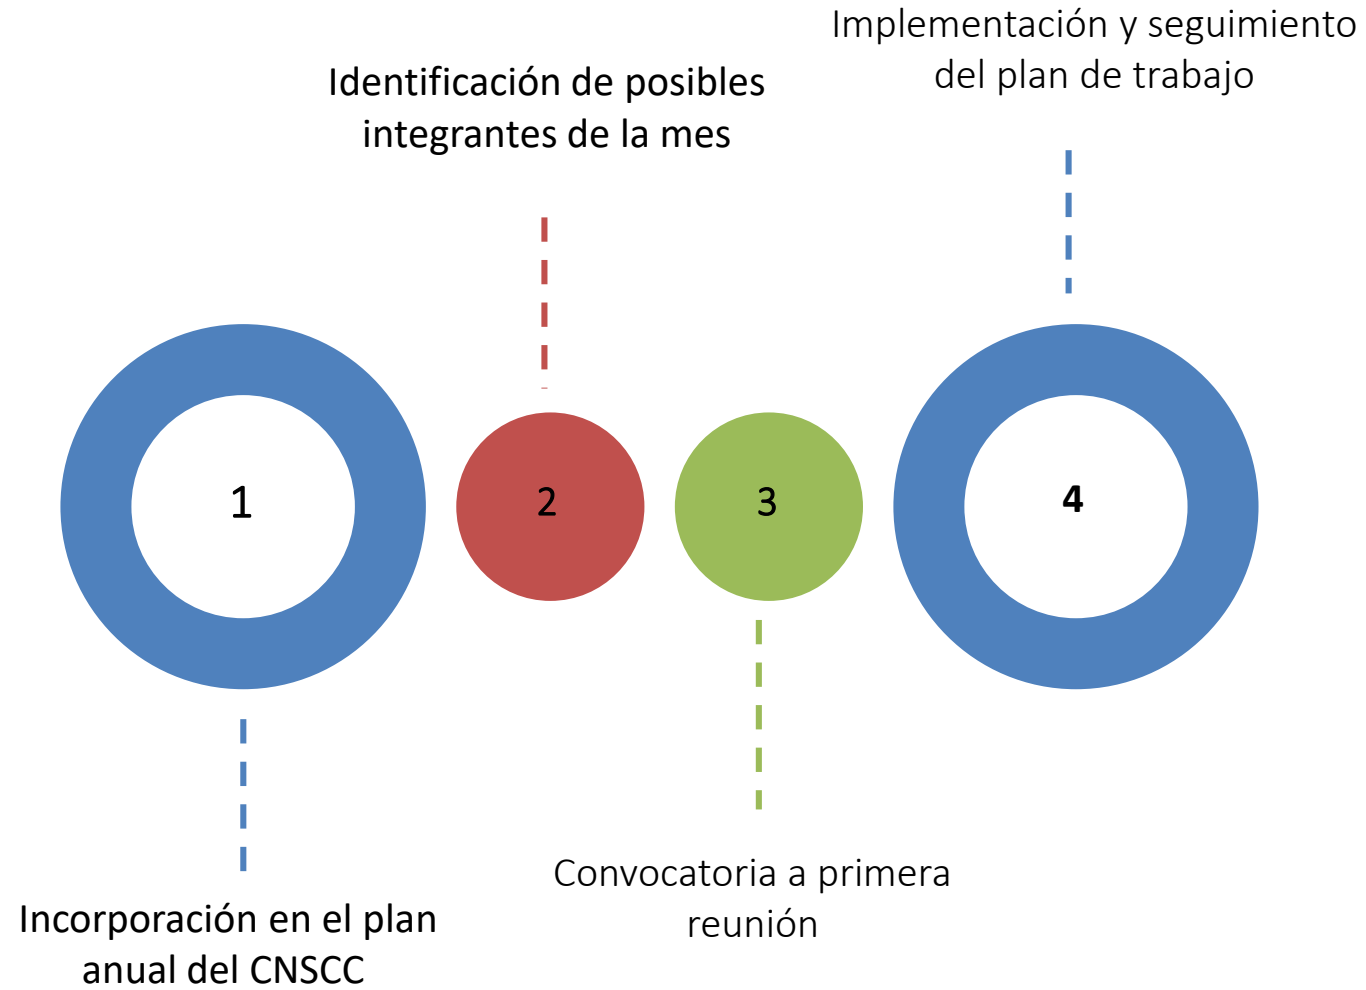 Implementación y seguimiento
del plan de trabajo
Identificación de posibles
integrantes de la mes
1
2
3
4
Convocatoria a primera
reunión
Incorporación en el plan
anual del CNSCC